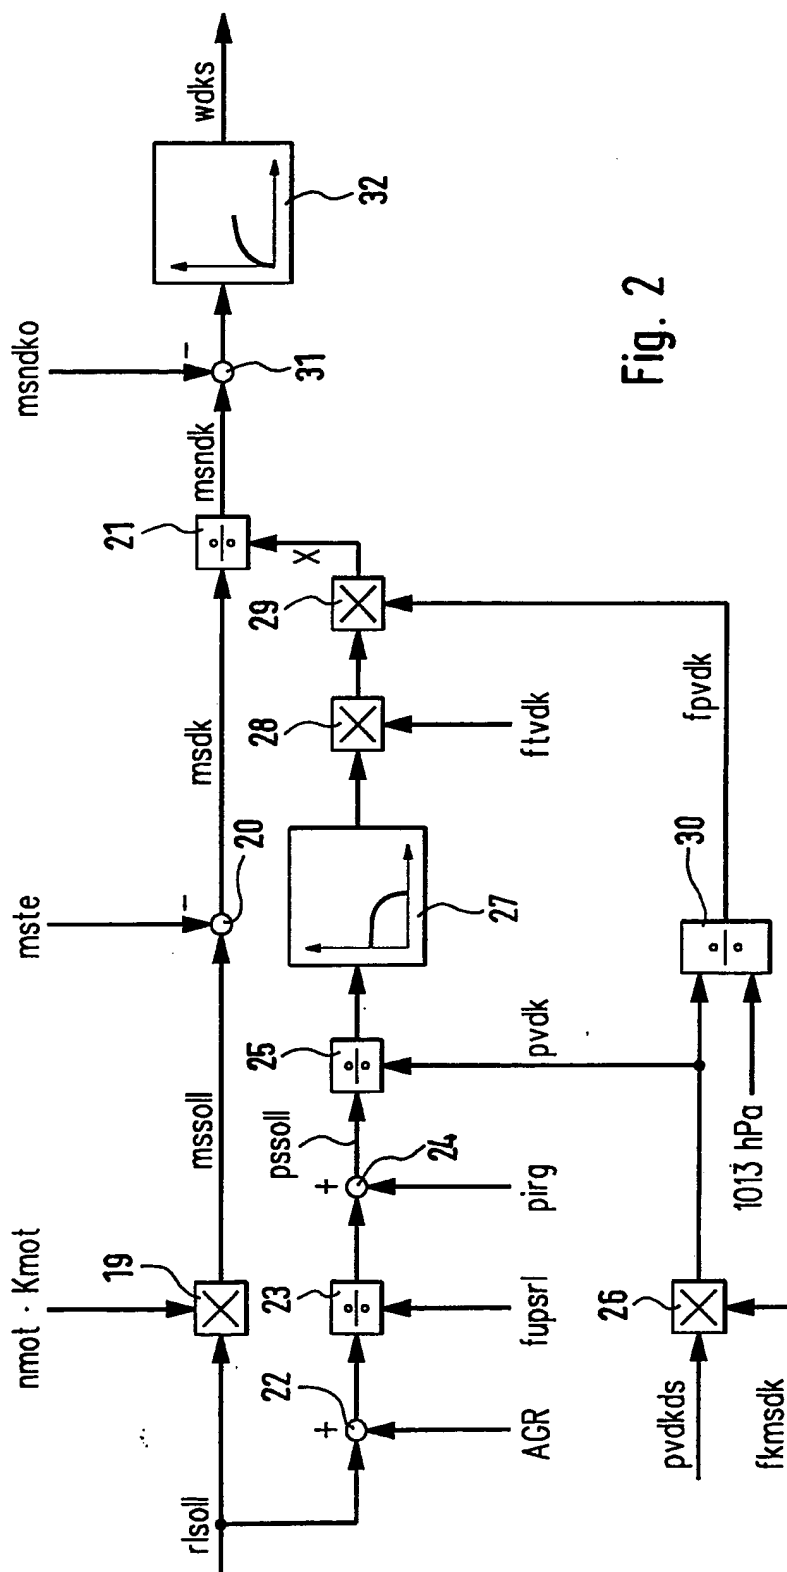 nmot · Kmot
mste
msndko
rlsoll
19
mssoll
20
msdk
21
msndk
31
32
wdks
22
AGR
23
fupsrl
24
pirg
pssoll
25
pvdk
27
28
ftvdk
29
X
pvdkds
26
fkmsdk
1013 hPa
30
fpvdk
+
+
−
−
Fig. 2